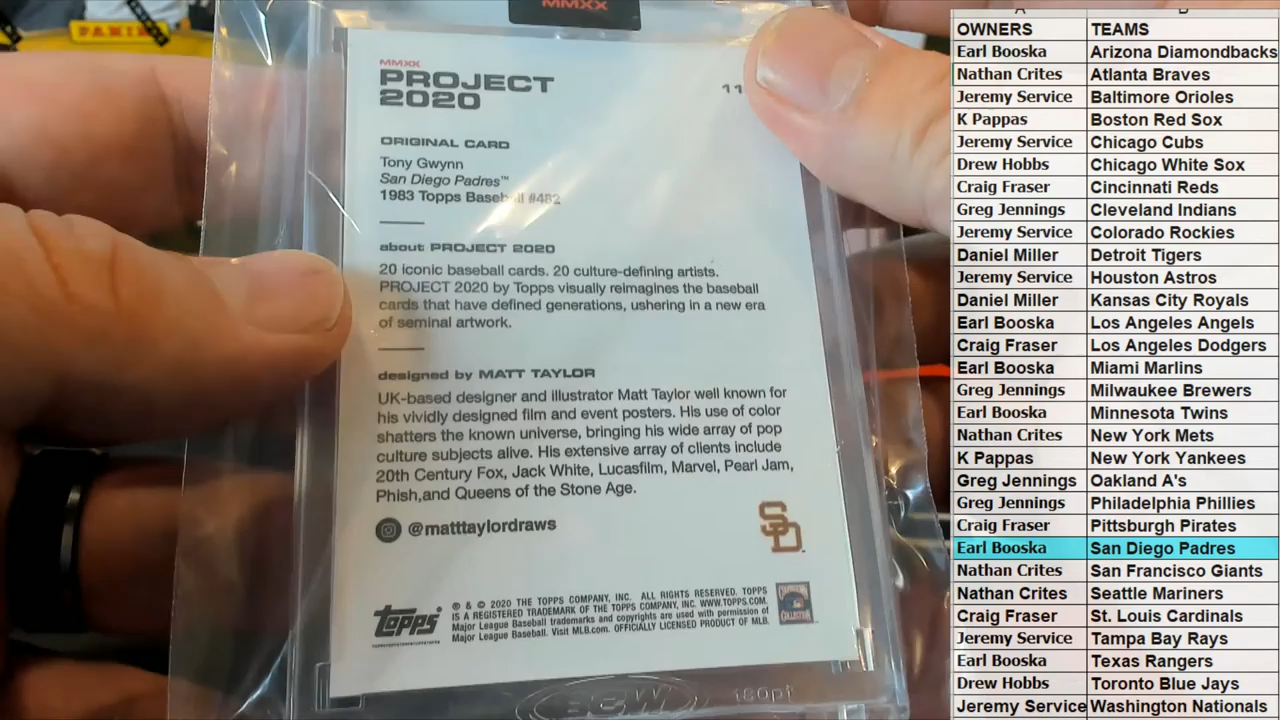 PANINI
MMXX
MMXX
PROJECT
2020
ORIGINAL CARD
Tony Gwynn
San Diego Padres™
1983 Topps Baseball #482
about PROJECT 2020
20 iconic baseball cards. 20 culture-defining artists.
PROJECT 2020 by Topps visually reimagines the baseball
cards that have defined generations, ushering in a new era
of seminal artwork.
designed by MATT TAYLOR
UK-based designer and illustrator Matt Taylor well known for
his vividly designed film and event posters. His use of color
shatters the known universe, bringing his wide array of pop
culture subjects alive. His extensive array of clients include
20th Century Fox, Jack White, Lucasfilm, Marvel, Pearl Jam,
Phish,and Queens of the Stone Age.
@matttaylordraws
SD
Topps
® & © 2020 THE TOPPS COMPANY, INC. ALL RIGHTS RESERVED. TOPPS
IS A REGISTERED TRADEMARK OF THE TOPPS COMPANY, INC. WWW.TOPPS.COM.
Major League Baseball trademarks and copyrights are used with permission of
Major League Baseball. Visit MLB.com. OFFICIALLY LICENSED PRODUCT OF MLB.
BCW 180pt
OWNERS TEAMS
Earl Booska Arizona Diamondbacks
Nathan Crites Atlanta Braves
Jeremy Service Baltimore Orioles
K Pappas Boston Red Sox
Jeremy Service Chicago Cubs
Drew Hobbs Chicago White Sox
Craig Fraser Cincinnati Reds
Greg Jennings Cleveland Indians
Jeremy Service Colorado Rockies
Daniel Miller Detroit Tigers
Jeremy Service Houston Astros
Daniel Miller Kansas City Royals
Earl Booska Los Angeles Angels
Craig Fraser Los Angeles Dodgers
Earl Booska Miami Marlins
Greg Jennings Milwaukee Brewers
Earl Booska Minnesota Twins
Nathan Crites New York Mets
K Pappas New York Yankees
Greg Jennings Oakland A's
Greg Jennings Philadelphia Phillies
Craig Fraser Pittsburgh Pirates
Earl Booska San Diego Padres
Nathan Crites San Francisco Giants
Nathan Crites Seattle Mariners
Craig Fraser St. Louis Cardinals
Jeremy Service Tampa Bay Rays
Earl Booska Texas Rangers
Drew Hobbs Toronto Blue Jays
Jeremy Service Washington Nationals